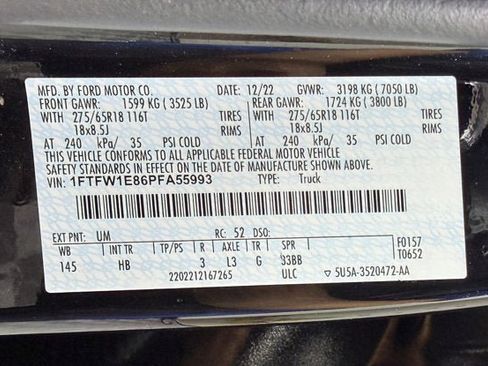 MFD. BY FORD MOTOR CO. 12/22 GVWR: 3198 KG ( 7050 LB)
FRONT GAWR: 1599 KG ( 3525 LB) REAR GAWR: 1724 KG ( 3800 LB)
WITH 275/65R18 116T TIRES WITH 275/65R18 116T TIRES
18x8.5J RIMS 18x8.5J RIMS
AT 240 kPa/ 35 PSI COLD AT 240 kPa/ 35 PSI COLD
THIS VEHICLE CONFORMS TO ALL APPLICABLE FEDERAL MOTOR VEHICLE
SAFETY STANDARDS IN EFFECT ON THE DATE OF MANUFACTURE SHOWN ABOVE.
VIN: 1FTFW1E86PFA55993 TYPE: Truck
EXT PNT: UM RC: 52 DSO:
WB INT TR TP/PS R AXLE TR SPR F0157
145 HB 3 L3 G 33BB T0652
2202212167265 ULC 5U5A-3520472-AA